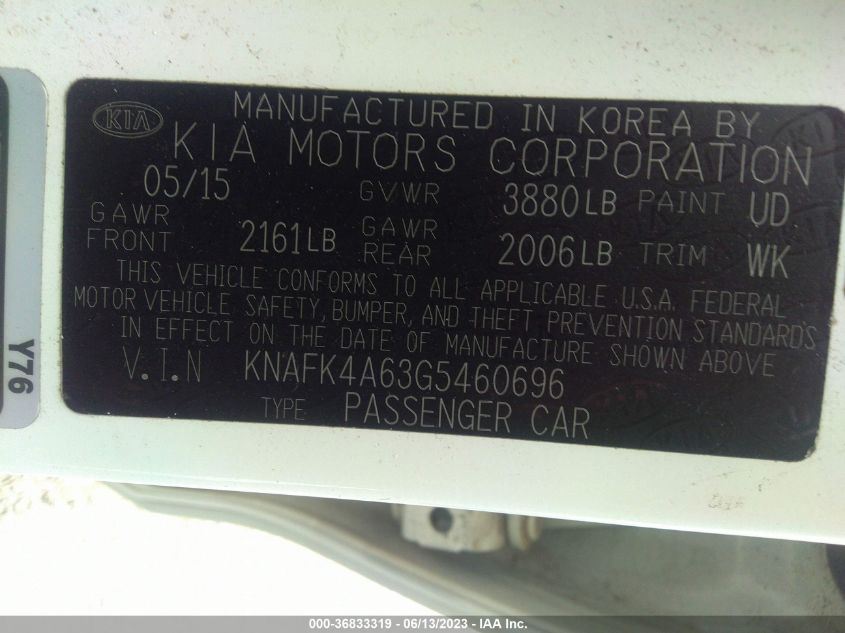 KIA
MANUFACTURED IN KOREA BY
KIA MOTORS CORPORATION
05/15 GVWR 3880LB PAINT UD
GAWR FRONT 2161LB GAWR REAR 2006LB TRIM WK
THIS VEHICLE CONFORMS TO ALL APPLICABLE U.S.A. FEDERAL
MOTOR VEHICLE SAFETY, BUMPER, AND THEFT PREVENTION STANDARDS
IN EFFECT ON THE DATE OF MANUFACTURE SHOWN ABOVE
V.I.N KNAFK4A63G5460696
TYPE PASSENGER CAR
Y76
000-36833319 - 06/13/2023 - IAA Inc.